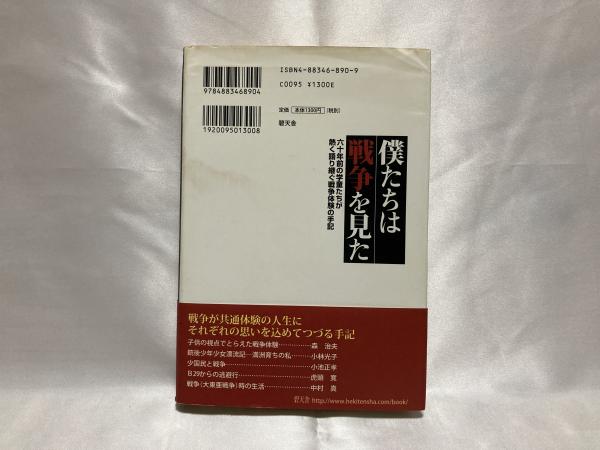 ISBN4-88346-890-9
C0095 ¥1300E
9784883468904
定価 本体1300円 [税別]
碧天舎
1920095013008
僕たちは
戦争を見た
六十年前の学童たちが
熱く語り継ぐ戦争体験の手記
戦争が共通体験の人生に
それぞれの思いを込めてつづる手記
子供の視点でとらえた戦争体験……………森 治夫
銃後少年少女漂流記―満洲育ちの私………小林光子
少国民と戦争……………小池正孝
B29からの逃避行……………虎頭 寛
戦争（大東亜戦争）時の生活……………中村 真
碧天舎 http://www.hekitensha.com/book/